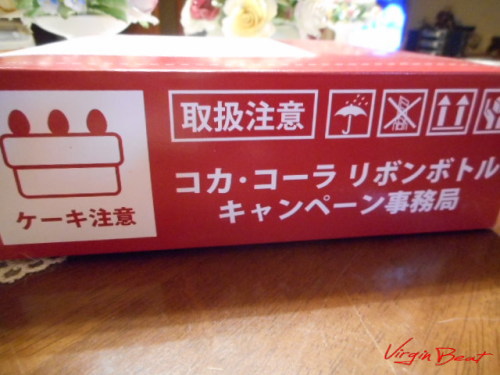 取扱注意
コカ・コーラ リボンボトル
キャンペーン事務局
ケーキ注意
Virgin Beat